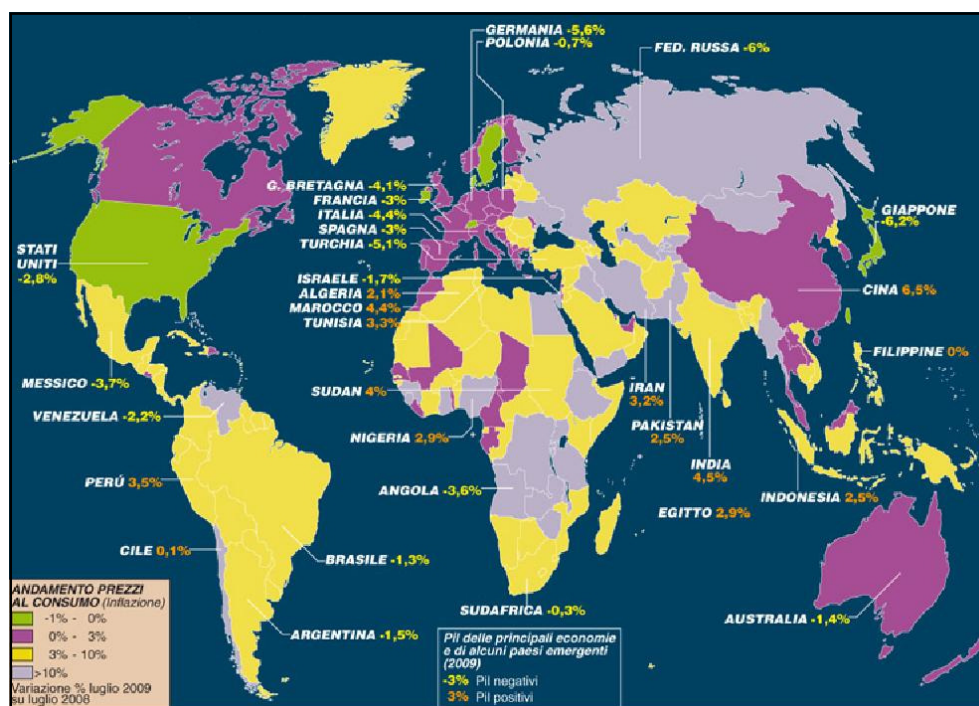 GERMANIA -5,6%
POLONIA -0,7%
FED. RUSSA -6%
G. BRETAGNA -4,1%
FRANCIA -3%
ITALIA -4,4%
SPAGNA -3%
TURCHIA -5,1%
GIAPPONE
-6,2%
STATI
UNITI
-2,8%
ISRAELE -1,7%
ALGERIA 2,1%
MAROCCO 4,4%
TUNISIA 3,3%
CINA 6,5%
FILIPPINE 0%
MESSICO -3,7%
SUDAN 4%
IRAN
3,2%
VENEZUELA -2,2%
NIGERIA 2,9%
PAKISTAN
2,5%
INDIA
4,5%
PERÚ 3,5%
ANGOLA -3,6%
INDONESIA 2,5%
EGITTO 2,9%
CILE 0,1%
BRASILE -1,3%
SUDAFRICA -0,3%
AUSTRALIA -1,4%
ARGENTINA -1,5%
ANDAMENTO PREZZI
AL CONSUMO (Inflazione)
-1% - 0%
0% - 3%
3% - 10%
>10%
Variazione % luglio 2009
su luglio 2008
Pil delle principali economie
e di alcuni paesi emergenti
(2009)
-3% Pil negativi
3% Pil positivi